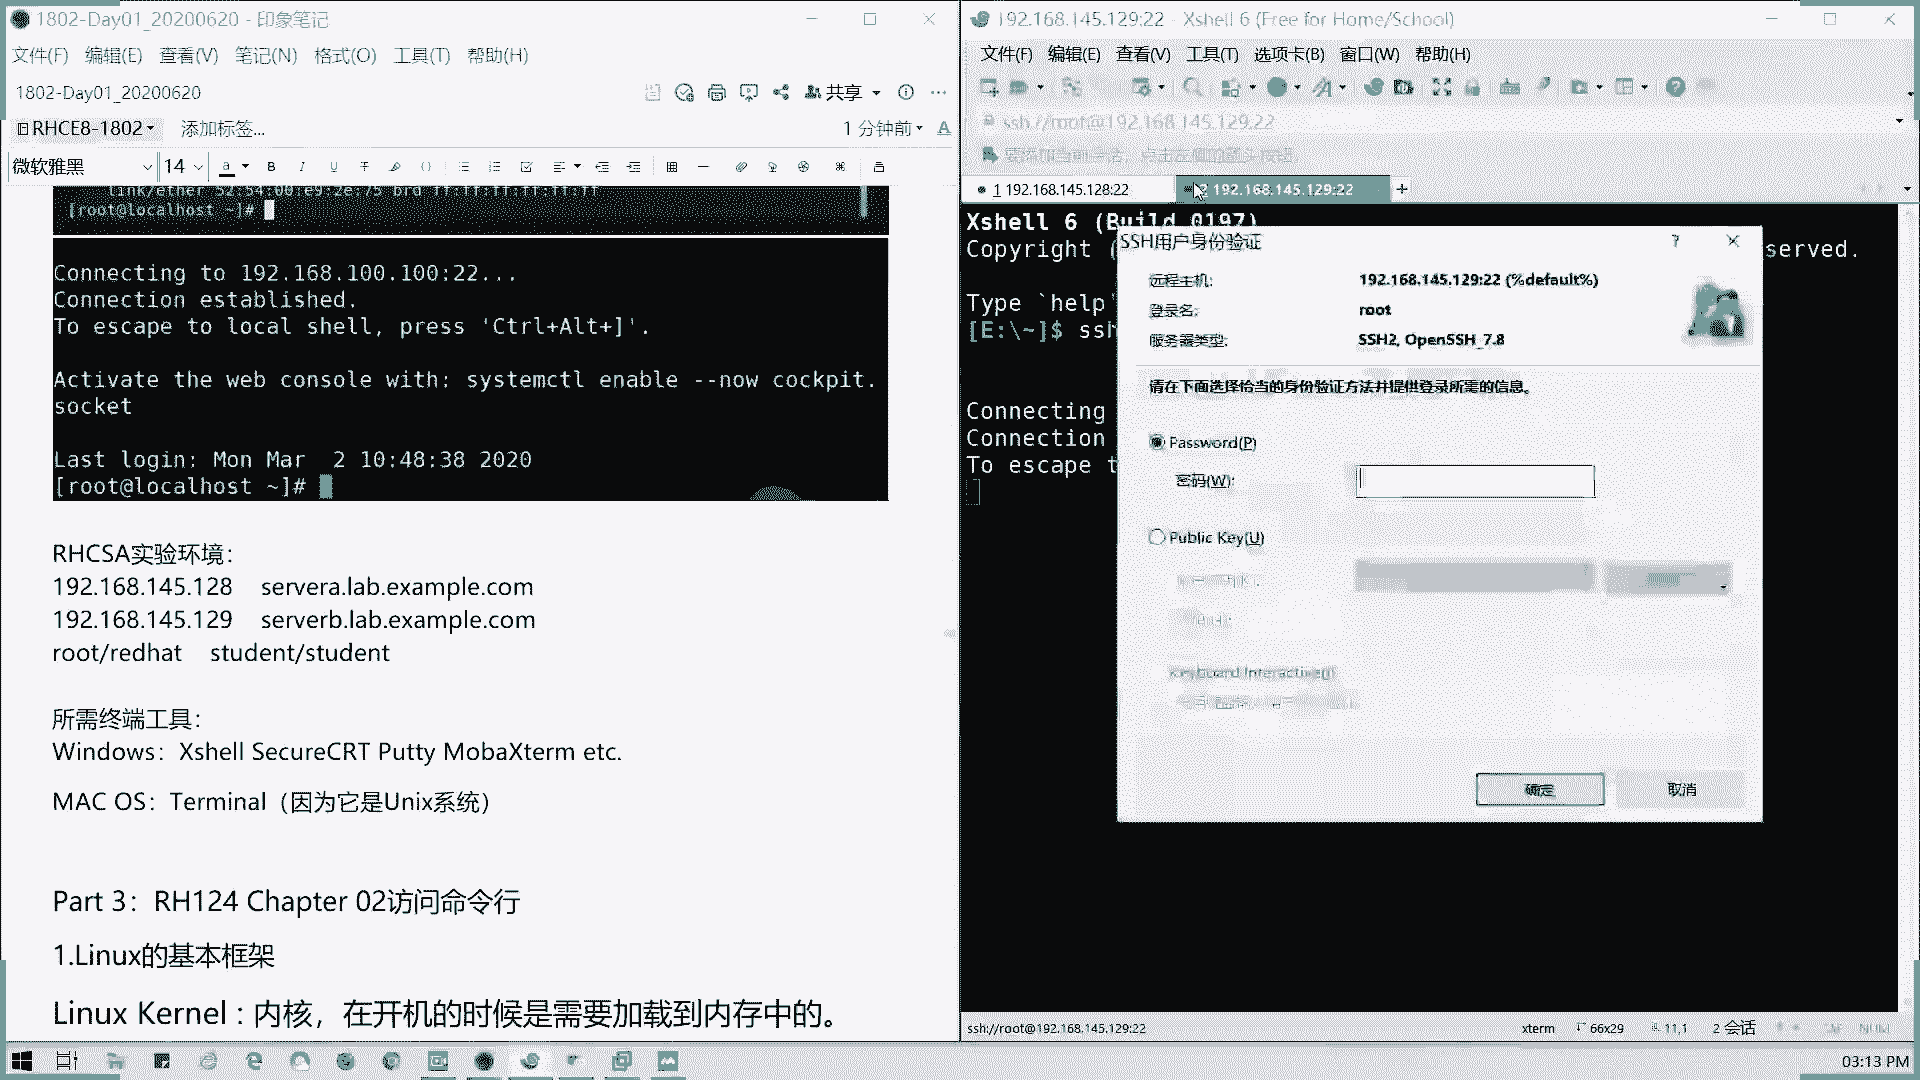 1802-Day01_20200620 - 印象笔记
文件(F) 编辑(E) 查看(V) 笔记(N) 格式(O) 工具(T) 帮助(H)
1802-Day01_20200620
共享
RHCE8-1802
添加标签...
1 分钟前
微软雅黑
14
link/ether 52:54:00:e9:2e:75 brd ff:ff:ff:ff:ff:ff
[root@localhost ~]#
Connecting to 192.168.100.100:22...
Connection established.
To escape to local shell, press 'Ctrl+Alt+]'.
Activate the web console with: systemctl enable --now cockpit.
socket
Last login: Mon Mar  2 10:48:38 2020
[root@localhost ~]#
RHCSA实验环境：
192.168.145.128 servera.lab.example.com
192.168.145.129 serverb.lab.example.com
root/redhat student/student
所需终端工具：
Windows：Xshell SecureCRT Putty MobaXterm etc.
MAC OS：Terminal（因为它是Unix系统）
Part 3：RH124 Chapter 02访问命令行
1.Linux的基本框架
Linux Kernel : 内核，在开机的时候是需要加载到内存中的。
192.168.145.129:22 - Xshell 6 (Free for Home/School)
文件(F) 编辑(E) 查看(V) 工具(T) 选项卡(B) 窗口(W) 帮助(H)
ssh://root@192.168.145.129:22
要添加当前会话，点击左侧的箭头按钮。
1 192.168.145.128:22
2 192.168.145.129:22
Xshell 6 (Build 0197)
Copyright (
served.
Type `help'
[E:\~]$ ssh
Connecting
Connection
To escape t
SSH用户身份验证
远程主机: 192.168.145.129:22 (%default%)
登录名: root
服务器类型: SSH2, OpenSSH_7.8
请在下面选择恰当的身份验证方法并提供登录所需的信息。
Password(P)
密码(W):
Public Key(U)
Keyboard Interactive(I)
确定
取消
ssh://root@192.168.145.129:22
xterm
66x29
11,1
2 会话
NUM
03:13 PM